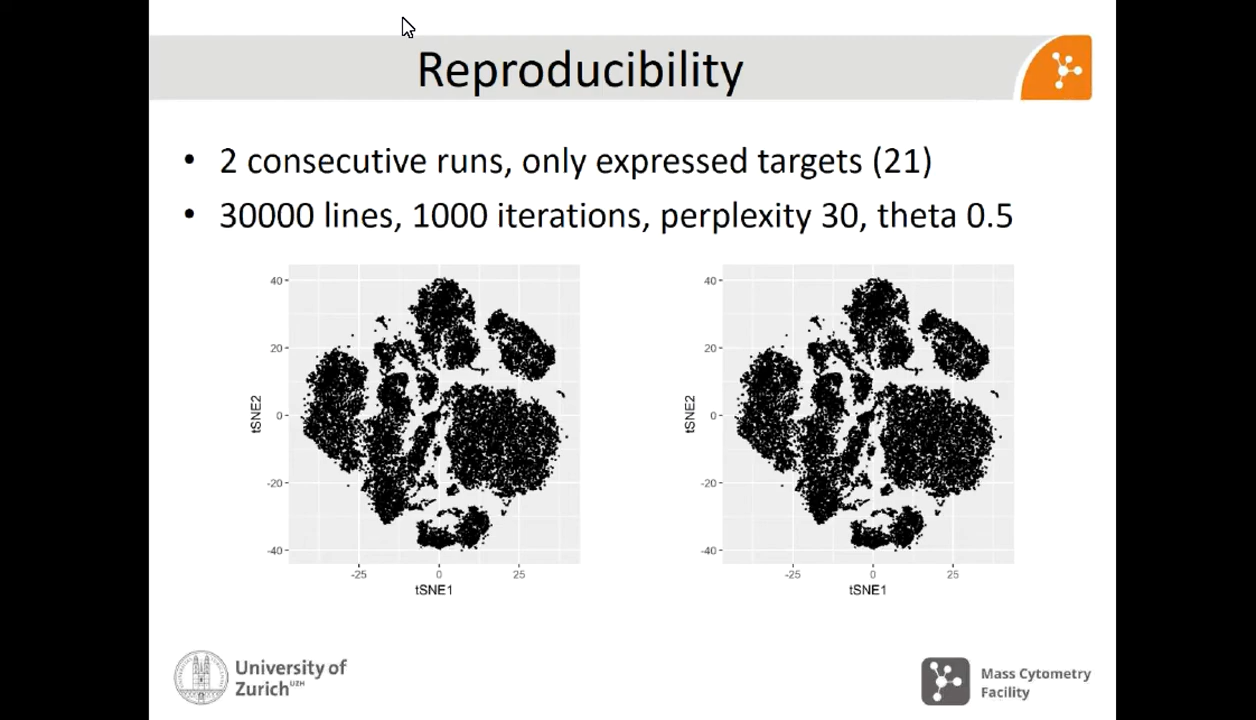 Reproducibility
• 2 consecutive runs, only expressed targets (21)
• 30000 lines, 1000 iterations, perplexity 30, theta 0.5
40
20
0
-20
-40
tSNE2
-25 0 25
tSNE1
40
20
0
-20
-40
tSNE2
-25 0 25
tSNE1
University of
Zurich UZH
Mass Cytometry
Facility